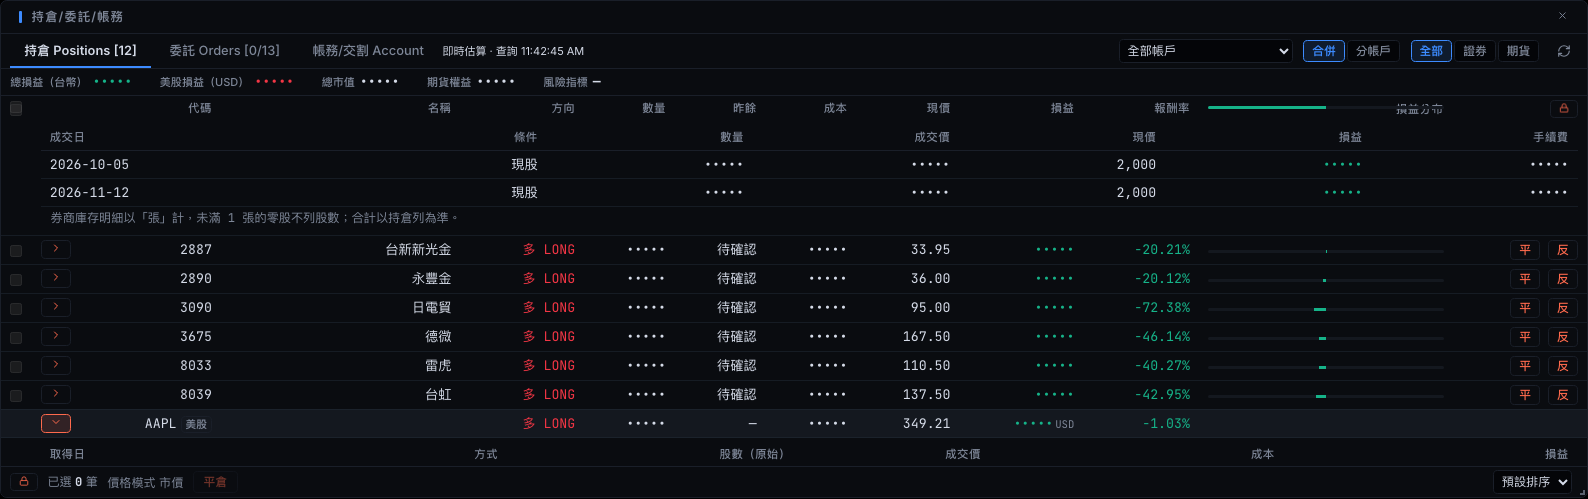 持倉/委託/帳務 ×
持倉 Positions [12] 委託 Orders [0/13] 帳務/交割 Account 即時估算 · 查詢 11:42:45 AM 全部帳戶 合併 分帳戶 全部 證券 期貨
總損益 (台幣) ••••• 美股損益 (USD) ••••• 總市值 ••••• 期貨權益 ••••• 風險指標 —
代碼 名稱 方向 數量 昨餘 成本 現價 損益 報酬率 損益分布
成交日 條件 數量 成交價 現價 損益 手續費
2026-10-05 現股 ••••• ••••• 2,000 ••••• •••••
2026-11-12 現股 ••••• ••••• 2,000 ••••• •••••
券商庫存明細以「張」計，未滿 1 張的零股不列股數；合計以持倉列為準。
2887 台新新光金 多 LONG ••••• 待確認 ••••• 33.95 ••••• -20.21% 平 反
2890 永豐金 多 LONG ••••• 待確認 ••••• 36.00 ••••• -20.12% 平 反
3090 日電貿 多 LONG ••••• 待確認 ••••• 95.00 ••••• -72.38% 平 反
3675 德微 多 LONG ••••• 待確認 ••••• 167.50 ••••• -46.14% 平 反
8033 雷虎 多 LONG ••••• 待確認 ••••• 110.50 ••••• -40.27% 平 反
8039 台虹 多 LONG ••••• 待確認 ••••• 137.50 ••••• -42.95% 平 反
AAPL 美股 多 LONG ••••• — ••••• 349.21 ••••• USD -1.03%
取得日 方式 股數 (原始) 成交價 成本 損益
已選 0 筆 價格模式 市價 平倉 預設排序